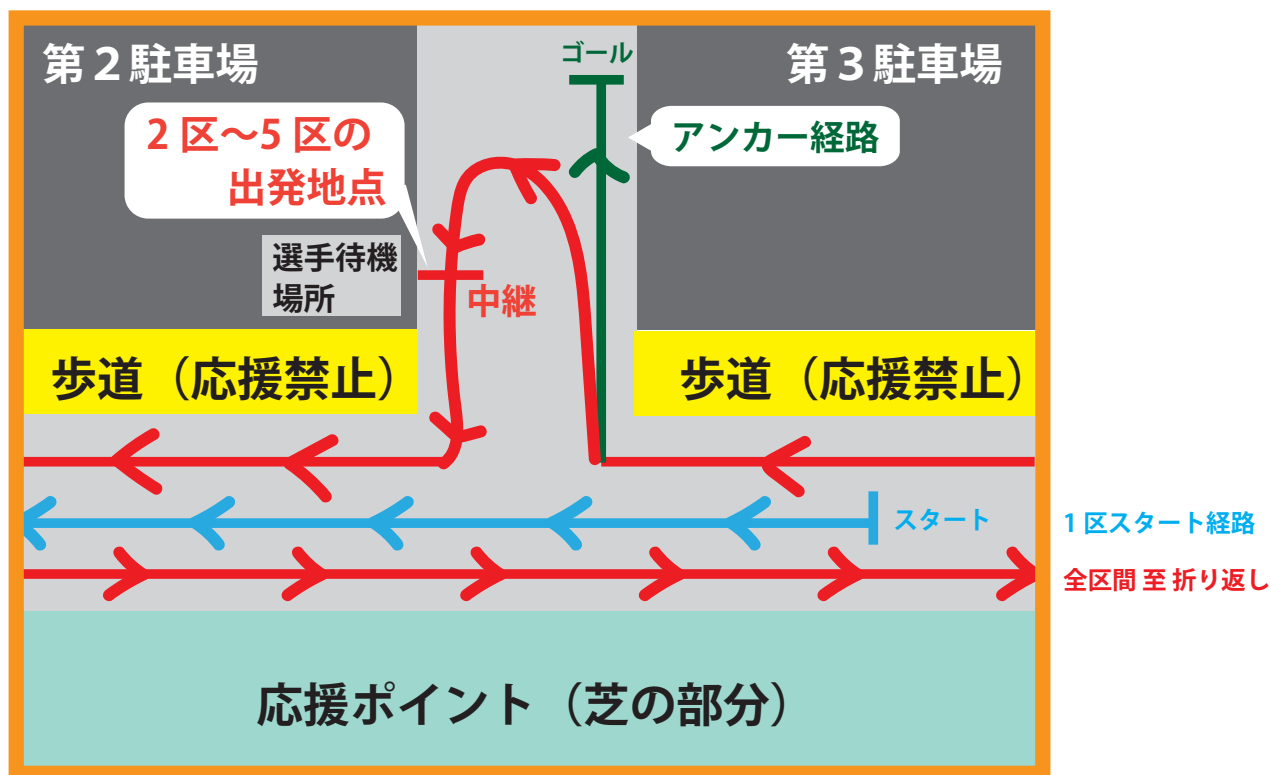 第２駐車場
ゴール
第３駐車場
2 区～5 区の
出発地点
アンカー経路
選手待機
場所
中継
歩道（応援禁止）
歩道（応援禁止）
スタート
1 区スタート経路
全区間 至 折り返し
応援ポイント（芝の部分）